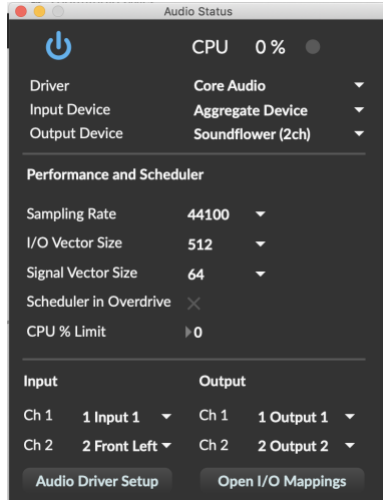 Audio Status
CPU 0 %
Driver Core Audio
Input Device Aggregate Device
Output Device Soundflower (2ch)
Performance and Scheduler
Sampling Rate 44100
I/O Vector Size 512
Signal Vector Size 64
Scheduler in Overdrive
CPU % Limit 0
Input Output
Ch 1 1 Input 1 Ch 1 1 Output 1
Ch 2 2 Front Left Ch 2 2 Output 2
Audio Driver Setup Open I/O Mappings